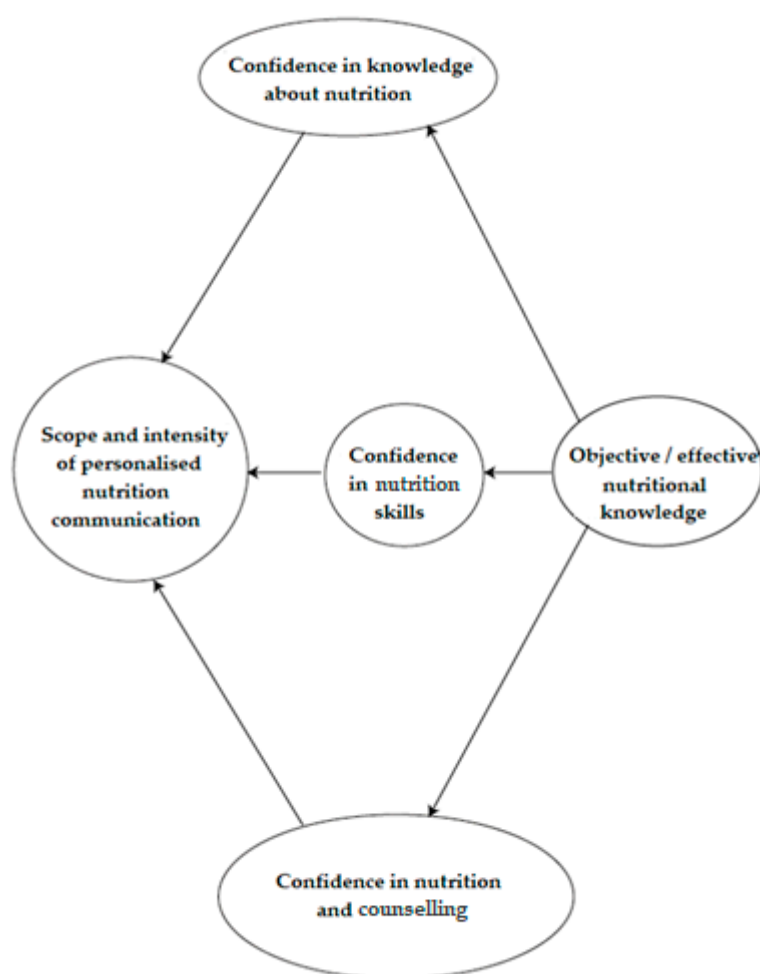 Confidence in knowledge
about nutrition
Scope and intensity
of personalised
nutrition
communication
Confidence
in nutrition
skills
Objective / effective
nutritional
knowledge
Confidence in nutrition
and counselling